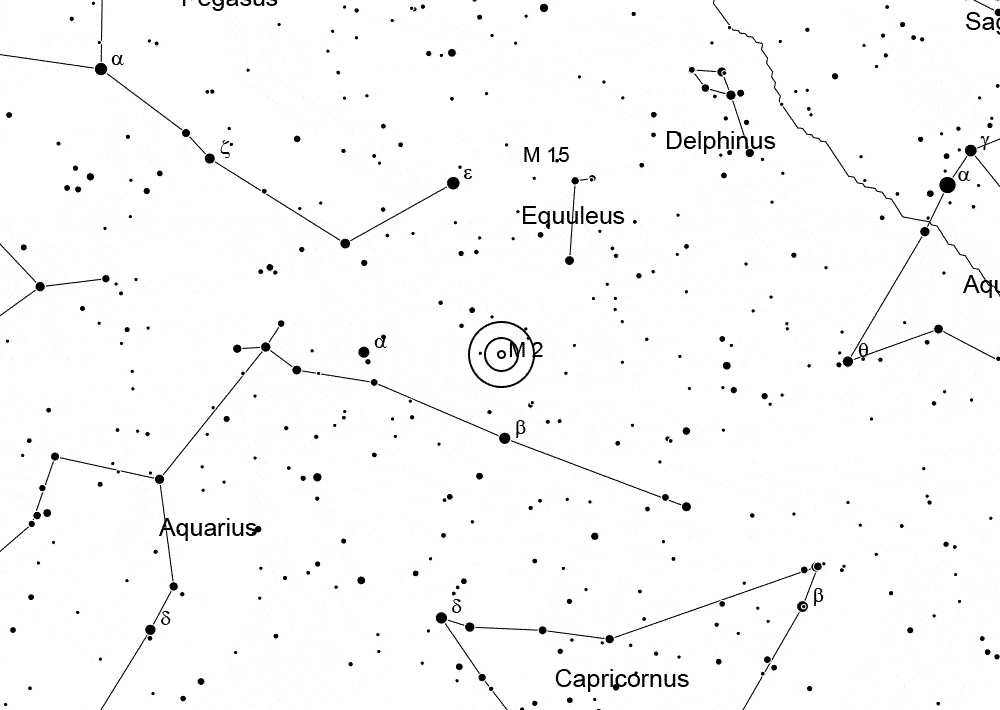 Pegasus
Sag
α
Delphinus
γ
ζ
M 15
ε
α
Equuleus
Aqu
α
M 2
θ
β
Aquarius
β
δ
δ
Capricornus